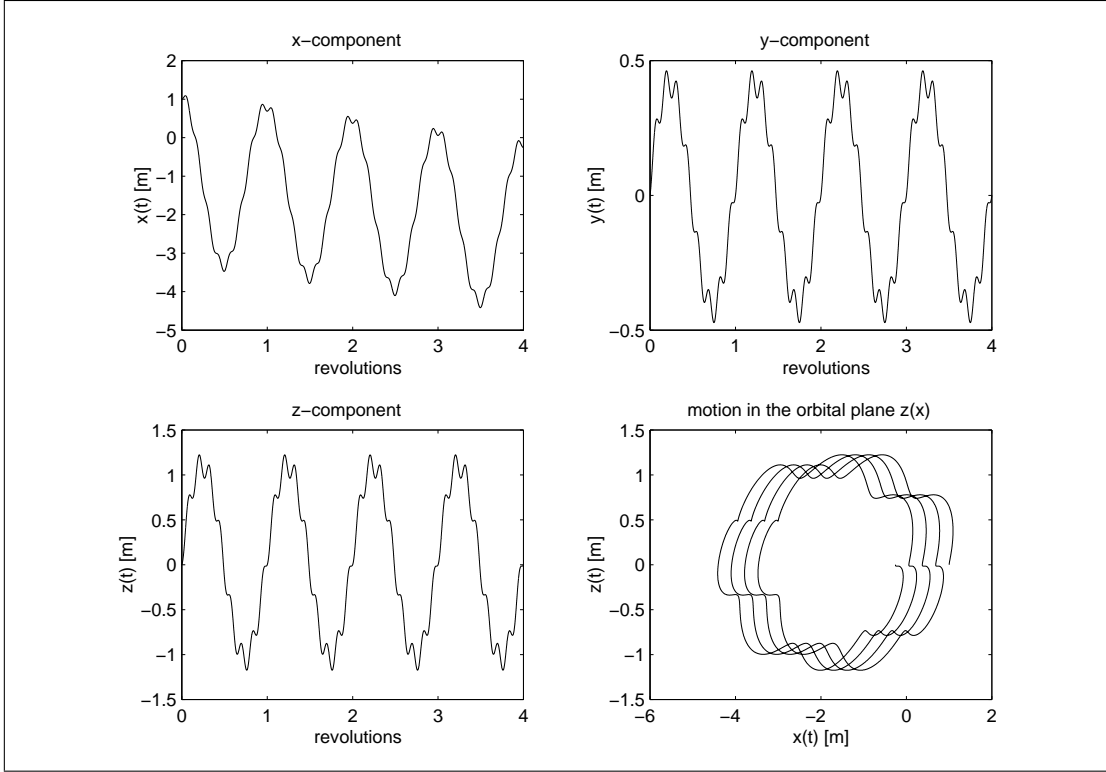 x−component
2
1
0
−1
−2
−3
−4
−5
x(t) [m]
0 1 2 3 4
revolutions
y−component
0.5
0
−0.5
y(t) [m]
0 1 2 3 4
revolutions
z−component
1.5
1
0.5
0
−0.5
−1
−1.5
z(t) [m]
0 1 2 3 4
revolutions
motion in the orbital plane z(x)
1.5
1
0.5
0
−0.5
−1
−1.5
z(t) [m]
−6 −4 −2 0 2
x(t) [m]